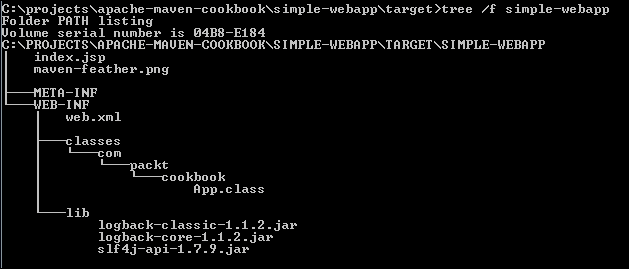 C:\projects\apache-maven-cookbook\simple-webapp\target>tree /f simple-webapp
Folder PATH listing
Volume serial number is 04B8-E184
C:\PROJECTS\APACHE-MAVEN-COOKBOOK\SIMPLE-WEBAPP\TARGET\SIMPLE-WEBAPP
index.jsp
maven-feather.png
META-INF
WEB-INF
web.xml
classes
com
packt
cookbook
App.class
lib
logback-classic-1.1.2.jar
logback-core-1.1.2.jar
slf4j-api-1.7.9.jar